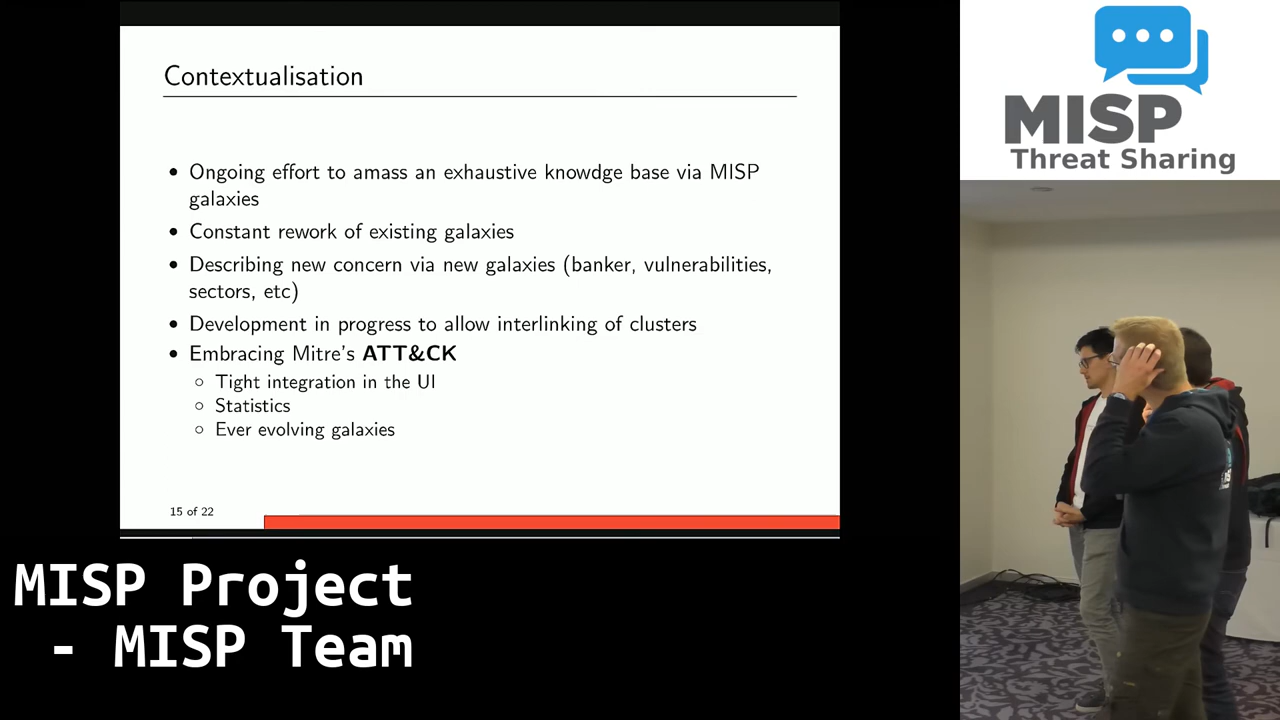 Contextualisation
• Ongoing effort to amass an exhaustive knowdge base via MISP
galaxies
• Constant rework of existing galaxies
• Describing new concern via new galaxies (banker, vulnerabilities,
sectors, etc)
• Development in progress to allow interlinking of clusters
• Embracing Mitre's ATT&CK
○ Tight integration in the UI
○ Statistics
○ Ever evolving galaxies
15 of 22
MISP
Threat Sharing
MISP Project
- MISP Team